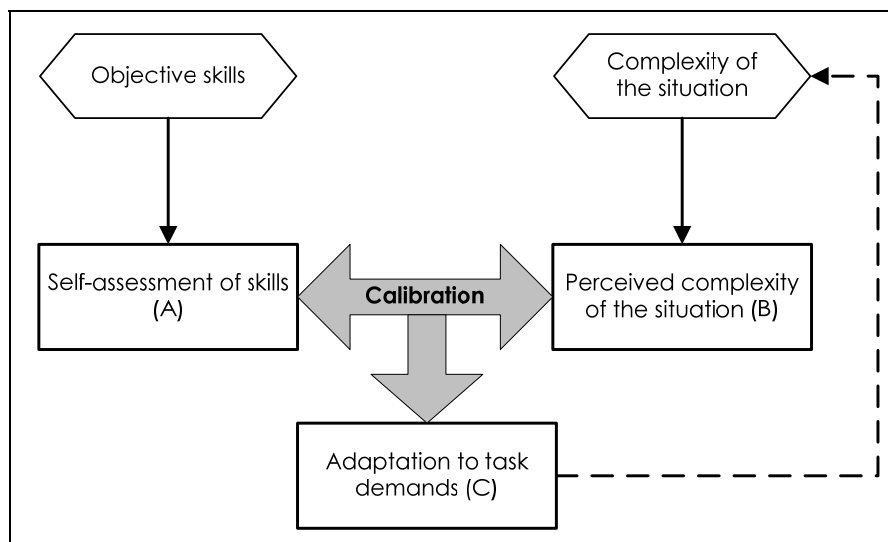 Objective skills
Complexity of
the situation
Self-assessment of skills
(A)
Calibration
Perceived complexity
of the situation (B)
Adaptation to task
demands (C)